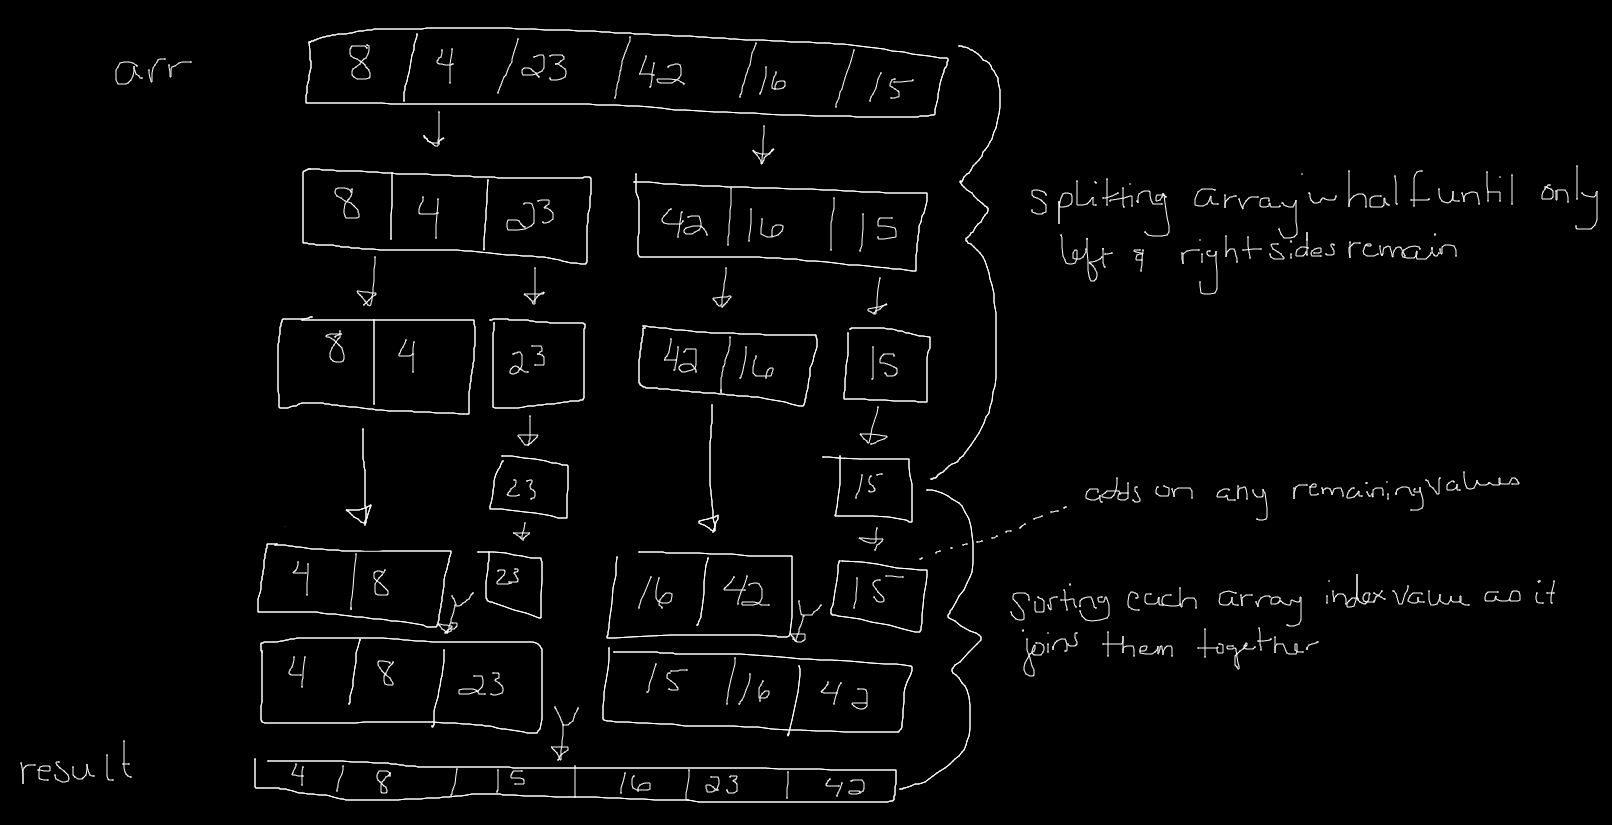 arr
8 4 23 42 16 15
8 4 23 42 16 15
splitting array in half until only
left & right sides remain
8 4 23 42 16 15
23 15
adds on any remaining values
4 8 23 16 42 15
sorting each array index value as it
joins them together
4 8 23 15 16 42
result
4 8 15 16 23 42